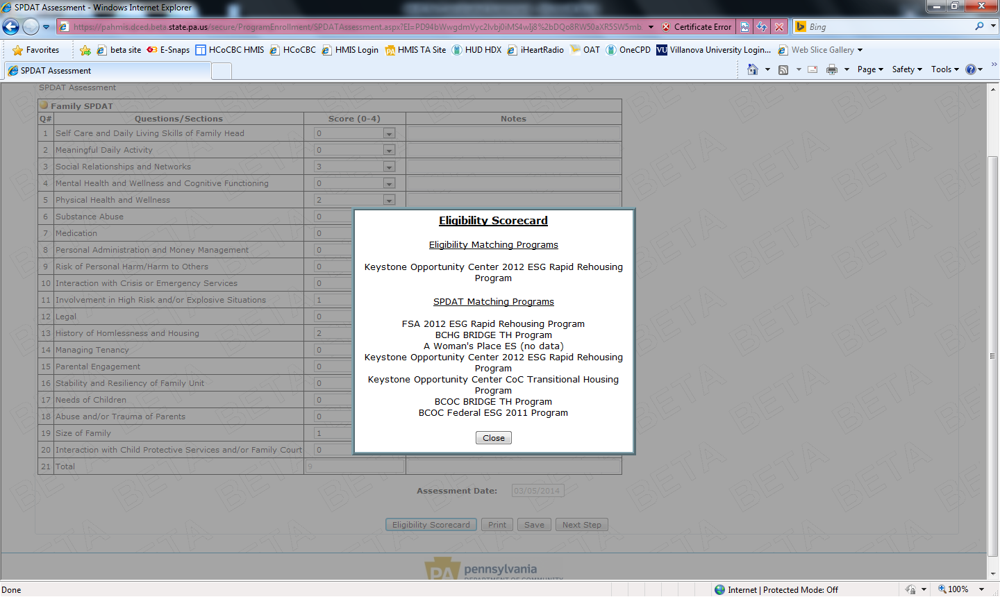 SPDAT Assessment - Windows Internet Explorer
https://pahmis.dced.beta.state.pa.us/secure/ProgramEnrollment/SPDATAssessment.aspx?EI=
Certificate Error
Bing
Favorites
beta site
E-Snaps
HCoCBC HMIS
HCoCBC
HMIS Login
HMIS TA Site
HUD HDX
iHeartRadio
OAT
OneCPD
VU Villanova University Login...
Web Slice Gallery
SPDAT Assessment
Page
Safety
Tools
SPDAT Assessment
Family SPDAT
Q# Questions/Sections Score (0-4) Notes
1 Self Care and Daily Living Skills of Family Head 0
2 Meaningful Daily Activity 0
3 Social Relationships and Networks 3
4 Mental Health and Wellness and Cognitive Functioning 0
5 Physical Health and Wellness 2
6 Substance Abuse 0
7 Medication 0
8 Personal Administration and Money Management 0
9 Risk of Personal Harm/Harm to Others 0
10 Interaction with Crisis or Emergency Services 0
11 Involvement in High Risk and/or Explosive Situations 1
12 Legal 0
13 History of Homlessness and Housing 2
14 Managing Tenancy 0
15 Parental Engagement 0
16 Stability and Resiliency of Family Unit 0
17 Needs of Children 0
18 Abuse and/or Trauma of Parents 0
19 Size of Family 1
20 Interaction with Child Protective Services and/or Family Court 0
21 Total 9
Eligibility Scorecard
Eligibility Matching Programs
Keystone Opportunity Center 2012 ESG Rapid Rehousing
Program
SPDAT Matching Programs
FSA 2012 ESG Rapid Rehousing Program
BCHG BRIDGE TH Program
A Woman's Place ES (no data)
Keystone Opportunity Center 2012 ESG Rapid Rehousing
Program
Keystone Opportunity Center CoC Transitional Housing
Program
BCOC BRIDGE TH Program
BCOC Federal ESG 2011 Program
Close
Assessment Date: 03/05/2014
Eligibility Scorecard Print Save Next Step
BETA
PA pennsylvania
DEPARTMENT OF COMMUNITY
Done
Internet | Protected Mode: Off
100%